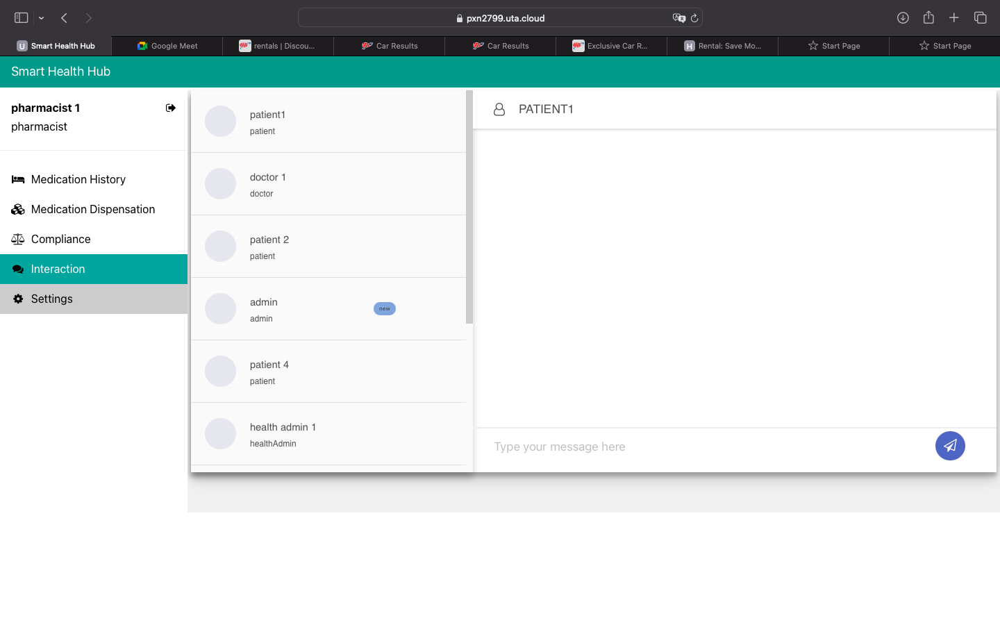 pxn2799.uta.cloud
U Smart Health Hub
Google Meet
rentals | Discou...
Car Results
Car Results
Exclusive Car R...
H Rental: Save Mo...
Start Page
Start Page
Smart Health Hub
pharmacist 1
pharmacist
Medication History
Medication Dispensation
Compliance
Interaction
Settings
patient1
patient
doctor 1
doctor
patient 2
patient
admin
admin
new
patient 4
patient
health admin 1
healthAdmin
PATIENT1
Type your message here